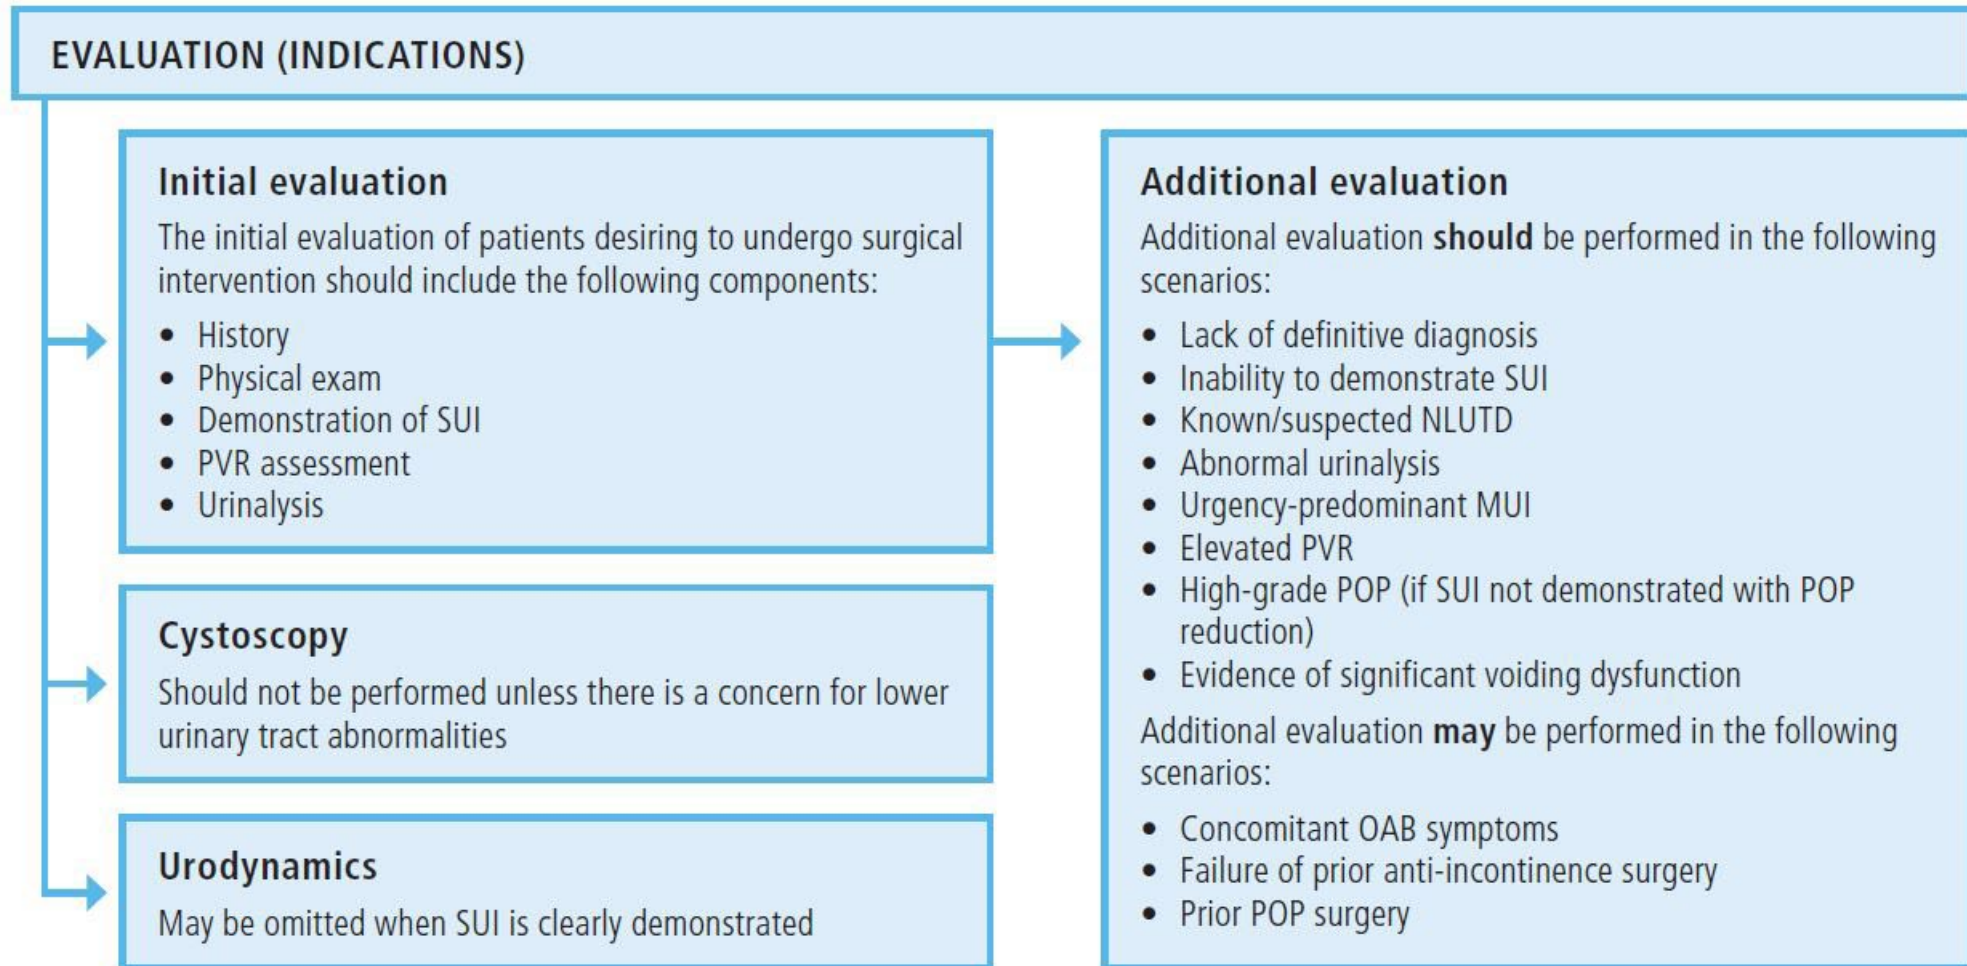 EVALUATION (INDICATIONS)
Initial evaluation
The initial evaluation of patients desiring to undergo surgical
intervention should include the following components:
• History
• Physical exam
• Demonstration of SUI
• PVR assessment
• Urinalysis
Cystoscopy
Should not be performed unless there is a concern for lower
urinary tract abnormalities
Urodynamics
May be omitted when SUI is clearly demonstrated
Additional evaluation
Additional evaluation should be performed in the following
scenarios:
• Lack of definitive diagnosis
• Inability to demonstrate SUI
• Known/suspected NLUTD
• Abnormal urinalysis
• Urgency-predominant MUI
• Elevated PVR
• High-grade POP (if SUI not demonstrated with POP
reduction)
• Evidence of significant voiding dysfunction
Additional evaluation may be performed in the following
scenarios:
• Concomitant OAB symptoms
• Failure of prior anti-incontinence surgery
• Prior POP surgery